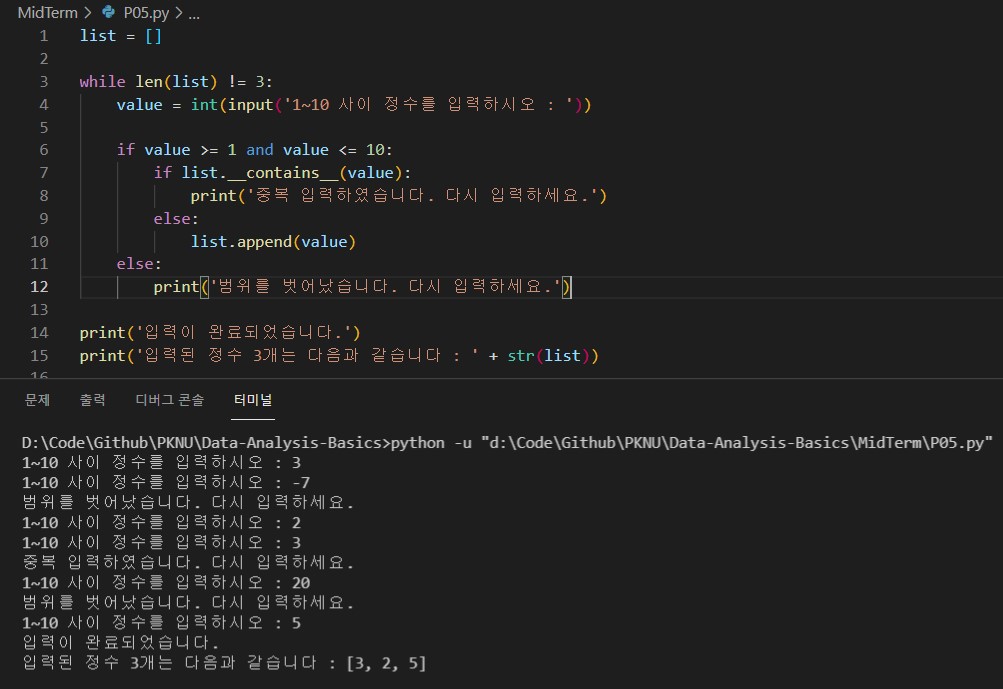 MidTerm > P05.py > ...
1 list = []
2
3 while len(list) != 3:
4 value = int(input('1~10 사이 정수를 입력하시오 : '))
5
6 if value >= 1 and value <= 10:
7 if list.__contains__(value):
8 print('중복 입력하였습니다. 다시 입력하세요.')
9 else:
10 list.append(value)
11 else:
12 print('범위를 벗어났습니다. 다시 입력하세요.')
13
14 print('입력이 완료되었습니다.')
15 print('입력된 정수 3개는 다음과 같습니다 : ' + str(list))
16
문제 출력 디버그 콘솔 터미널
D:\Code\Github\PKNU\Data-Analysis-Basics>python -u "d:\Code\Github\PKNU\Data-Analysis-Basics\MidTerm\P05.py"
1~10 사이 정수를 입력하시오 : 3
1~10 사이 정수를 입력하시오 : -7
범위를 벗어났습니다. 다시 입력하세요.
1~10 사이 정수를 입력하시오 : 2
1~10 사이 정수를 입력하시오 : 3
중복 입력하였습니다. 다시 입력하세요.
1~10 사이 정수를 입력하시오 : 20
범위를 벗어났습니다. 다시 입력하세요.
1~10 사이 정수를 입력하시오 : 5
입력이 완료되었습니다.
입력된 정수 3개는 다음과 같습니다 : [3, 2, 5]